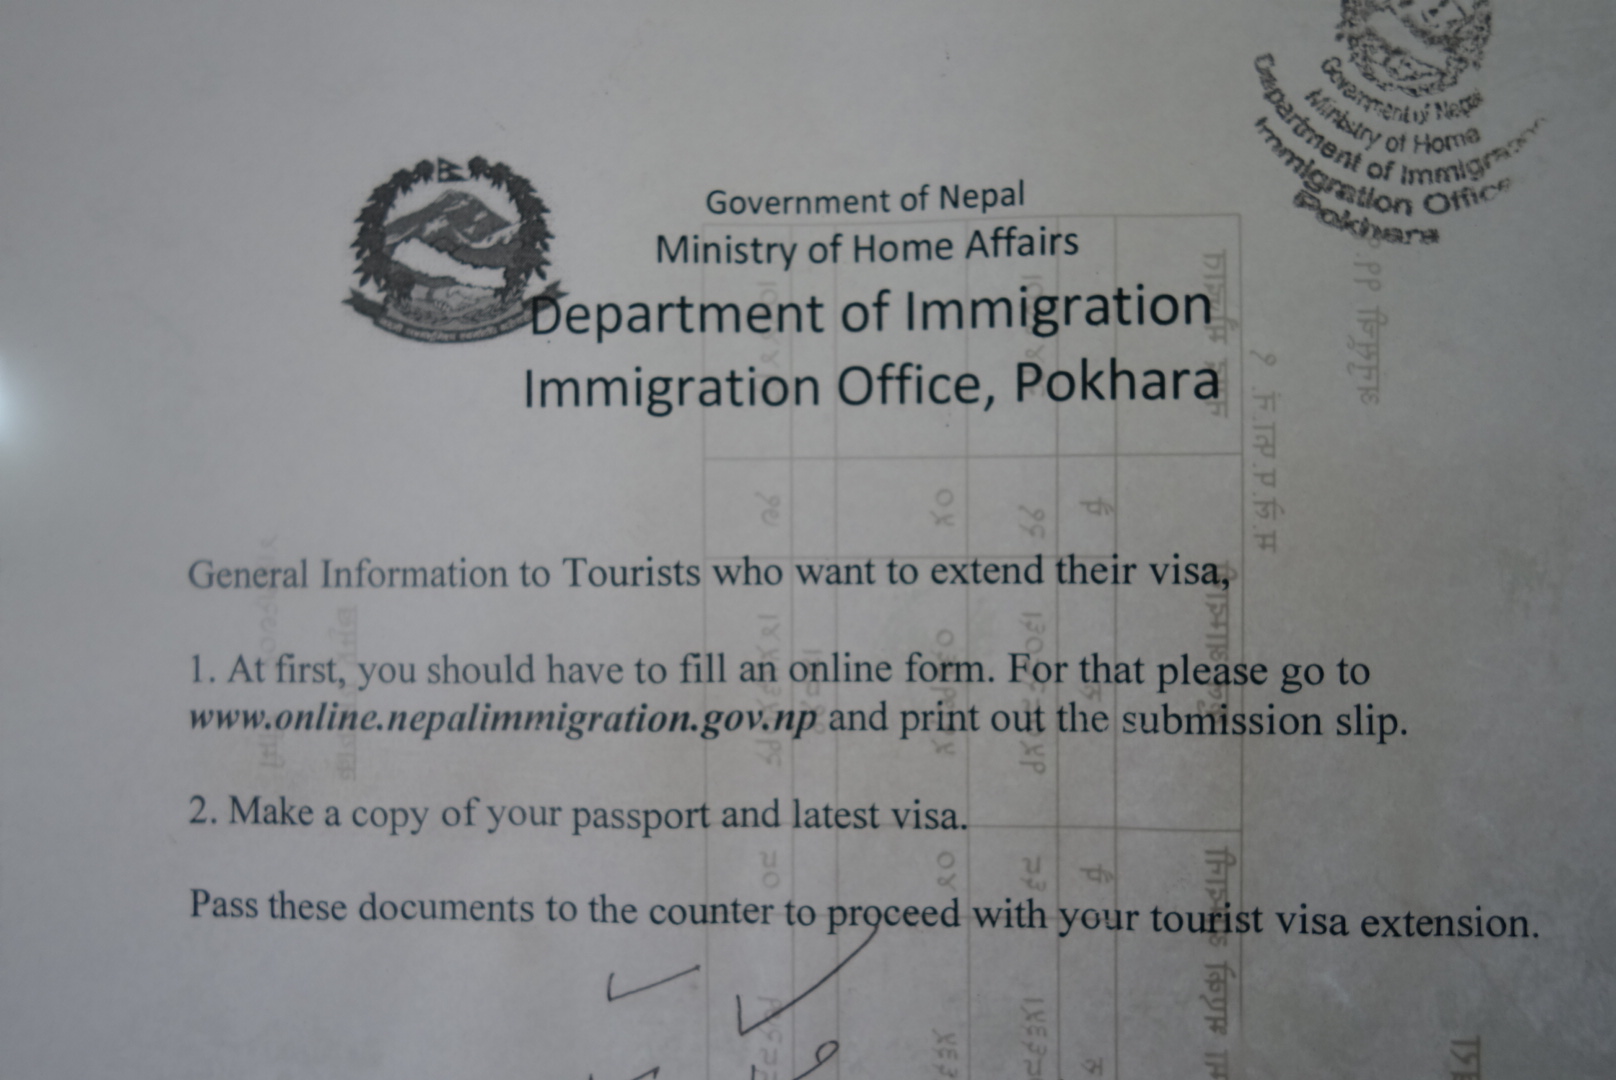 Government of Nepal
Ministry of Home Affairs
Department of Immigration
Immigration Office, Pokhara
Government of Nepal
Ministry of Home
Department of Immigration
Immigration Office
Pokhara
General Information to Tourists who want to extend their visa,
1. At first, you should have to fill an online form. For that please go to
www.online.nepalimmigration.gov.np and print out the submission slip.
2. Make a copy of your passport and latest visa.
Pass these documents to the counter to proceed with your tourist visa extension.